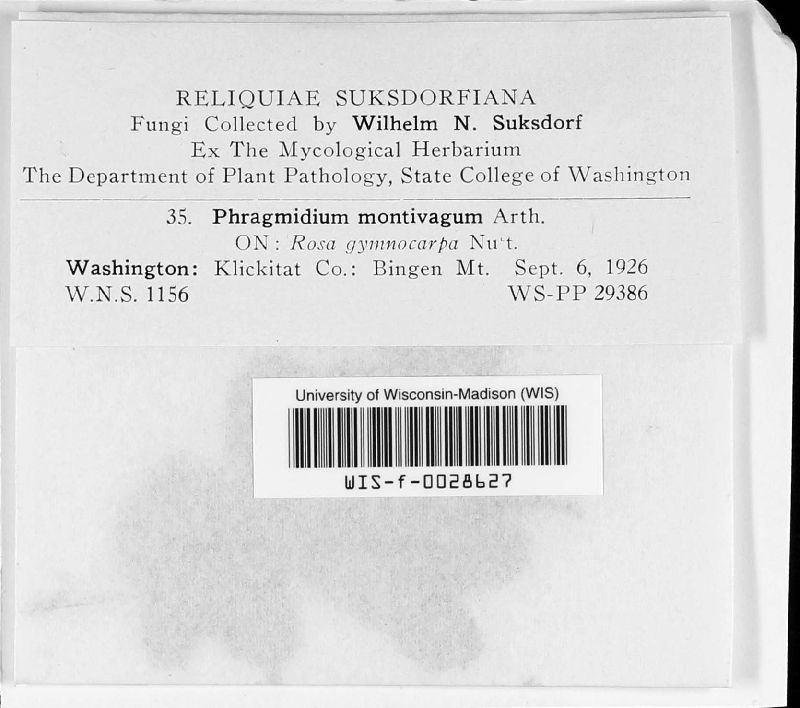 RELIQUIAE SUKSDORFIANA
Fungi Collected by Wilhelm N. Suksdorf
Ex The Mycological Herbarium
The Department of Plant Pathology, State College of Washington
35. Phragmidium montivagum Arth.
ON: Rosa gymnocarpa Nutt.
Washington: Klickitat Co.: Bingen Mt. Sept. 6, 1926
W.N.S. 1156 WS-PP 29386
University of Wisconsin-Madison (WIS)
WIS-f-0028627